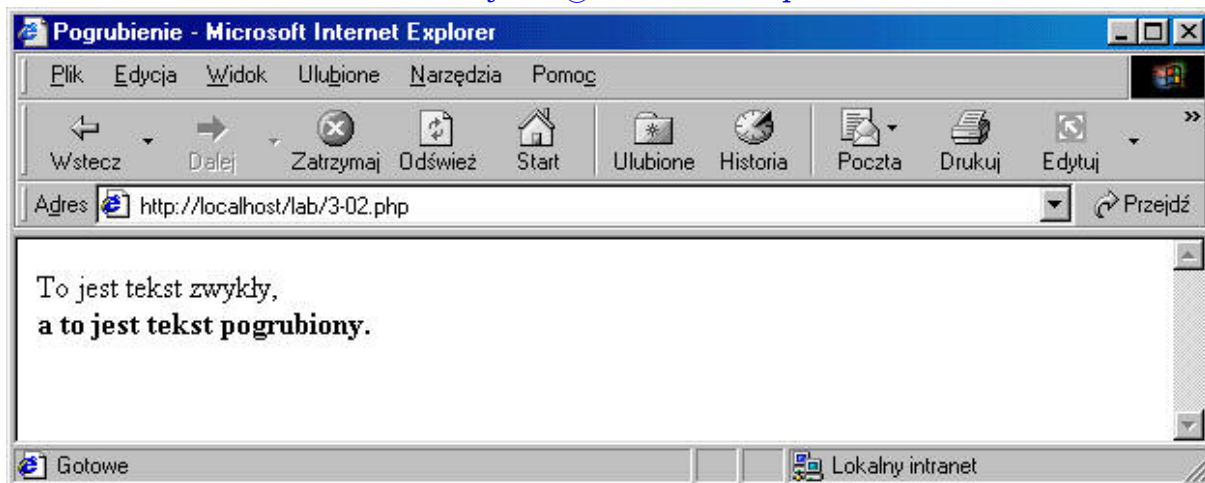 Pogrubienie - Microsoft Internet Explorer
Plik Edycja Widok Ulubione Narzędzia Pomoc
Wstecz Dalej Zatrzymaj Odśwież Start Ulubione Historia Poczta Drukuj Edytuj »
Adres http://localhost/lab/3-02.php Przejdź
To jest tekst zwykły,
a to jest tekst pogrubiony.
Gotowe Lokalny intranet